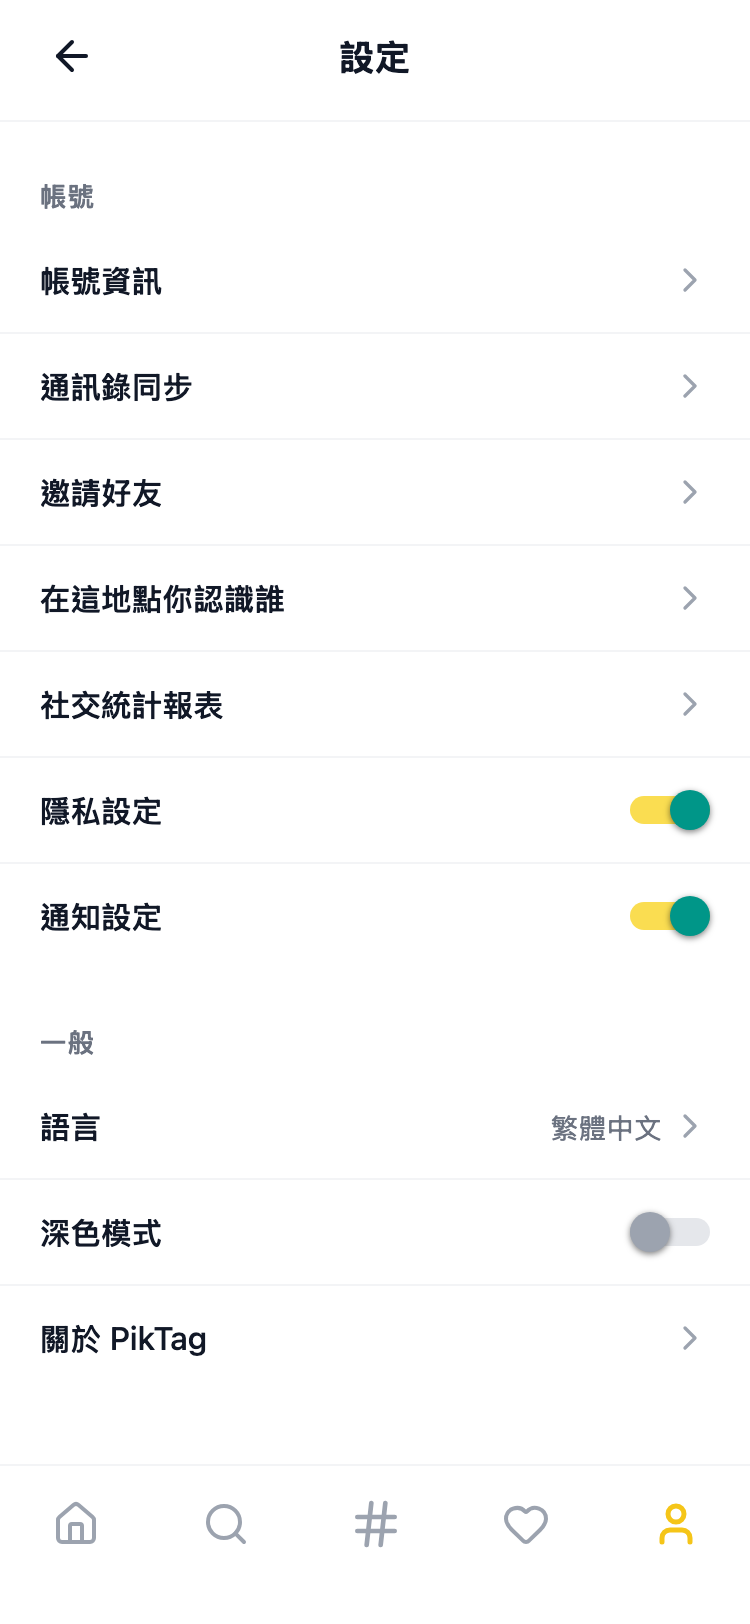 設定
帳號
帳號資訊
通訊錄同步
邀請好友
在這地點你認識誰
社交統計報表
隱私設定
通知設定
一般
語言 繁體中文
深色模式
關於 PikTag